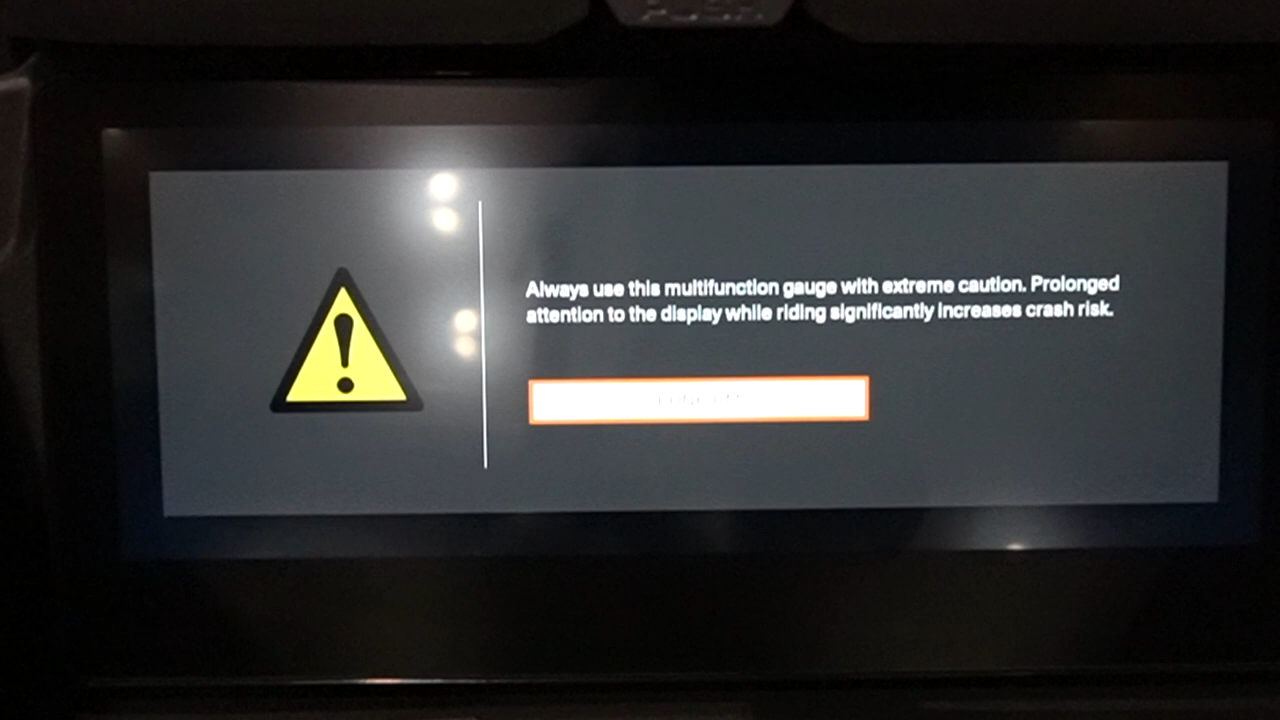 PUSH
Always use this multifunction gauge with extreme caution. Prolonged
attention to the display while riding significantly increases crash risk.